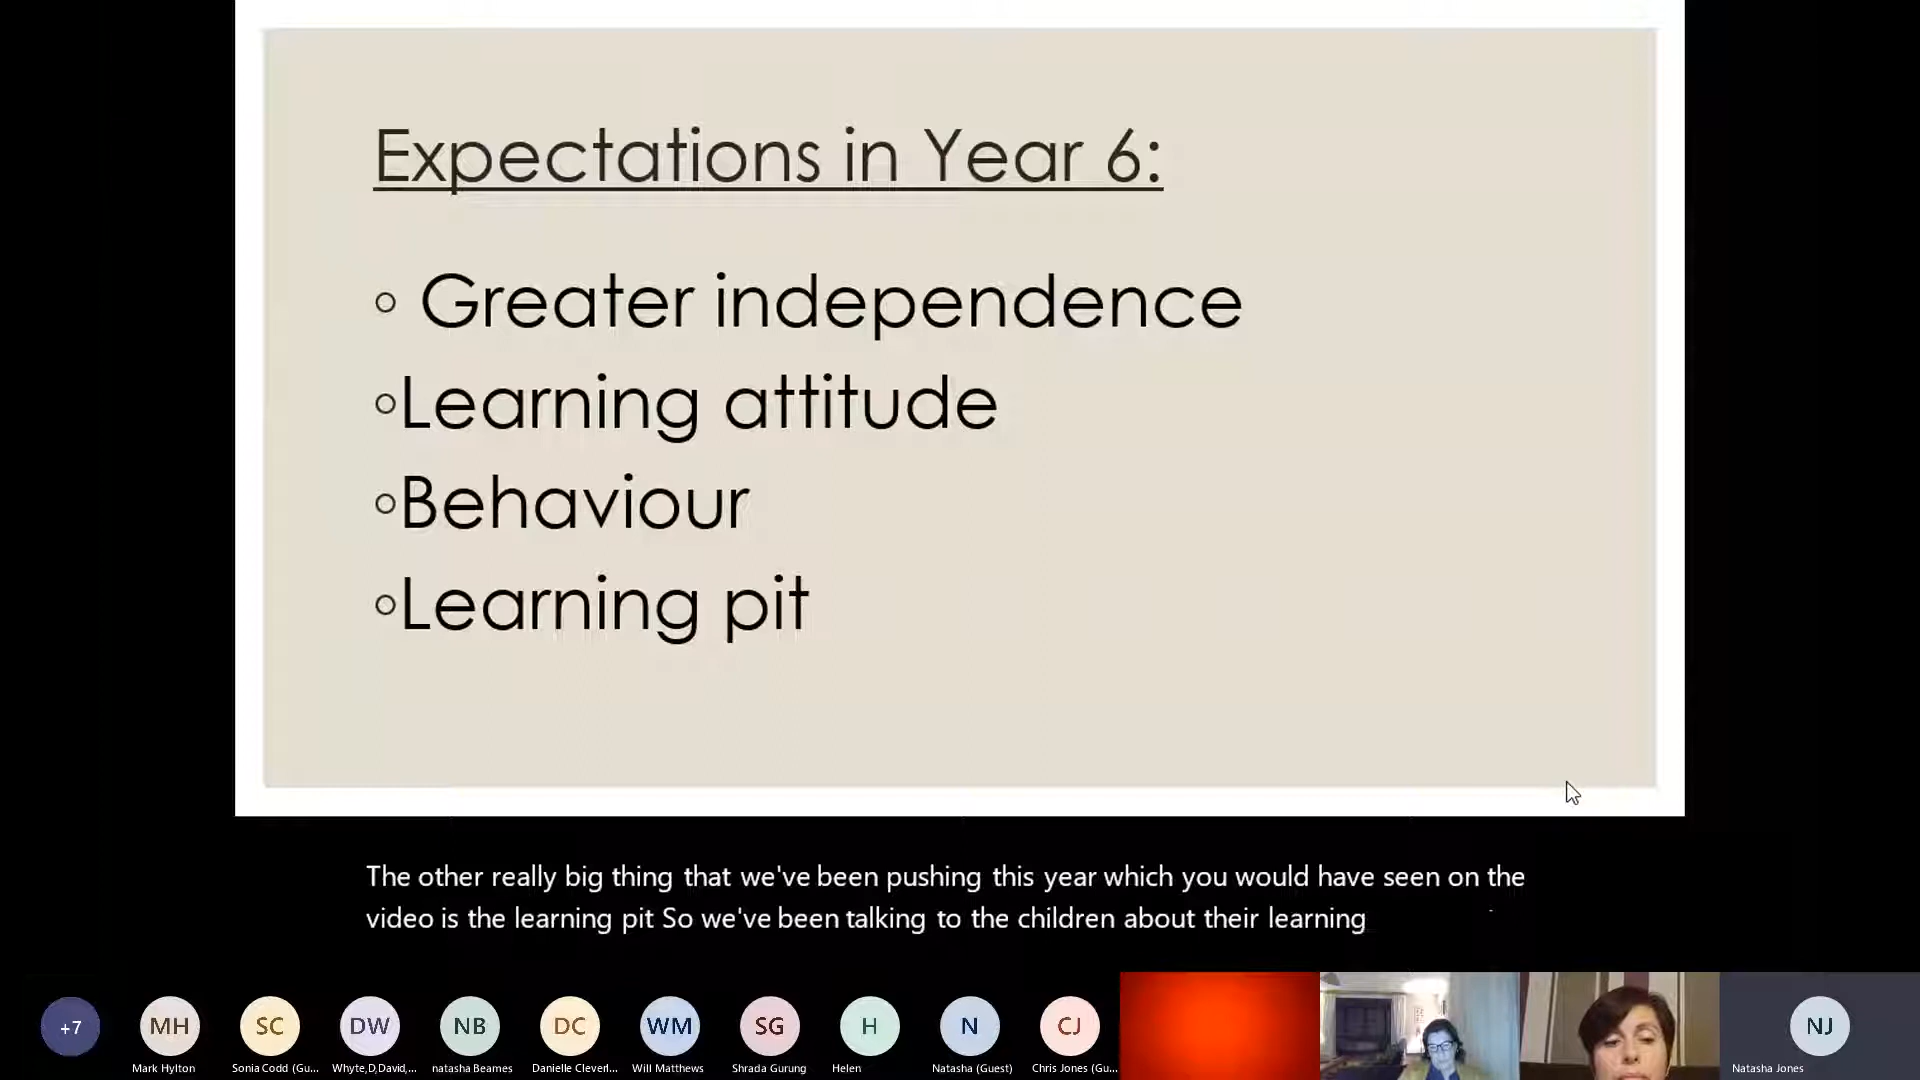 Expectations in Year 6:
◦ Greater independence
◦Learning attitude
◦Behaviour
◦Learning pit
The other really big thing that we've been pushing this year which you would have seen on the
video is the learning pit So we've been talking to the children about their learning
+7
MH
SC
DW
NB
DC
WM
SG
H
N
CJ
NJ
Mark Hylton
Sonia Codd (Gu...
Whyte,D,David,...
natasha Beames
Danielle Cleverl...
Will Matthews
Shrada Gurung
Helen
Natasha (Guest)
Chris Jones (Gu...
Natasha Jones